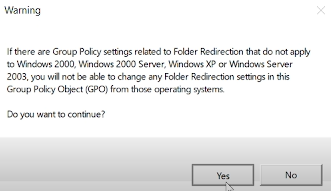 Warning
If there are Group Policy settings related to Folder Redirection that do not apply
to Windows 2000, Windows 2000 Server, Windows XP or Windows Server
2003, you will not be able to change any Folder Redirection settings in this
Group Policy Object (GPO) from those operating systems.
Do you want to continue?
Yes
No